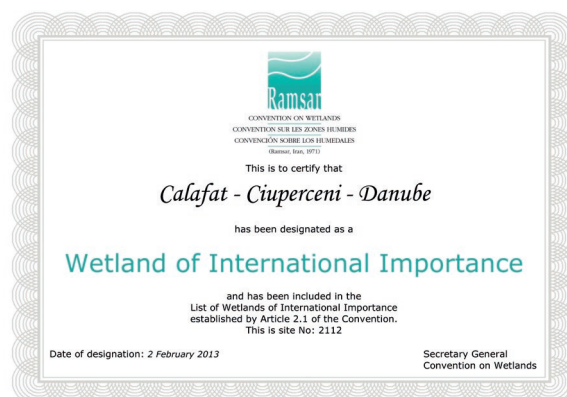 Ramsar
CONVENTION ON WETLANDS
CONVENTION SUR LES ZONES HUMIDES
CONVENCIÓN SOBRE LOS HUMEDALES
(Ramsar, Iran, 1971)
This is to certify that
Calafat - Ciuperceni - Danube
has been designated as a
Wetland of International Importance
and has been included in the
List of Wetlands of International Importance
established by Article 2.1 of the Convention.
This is site No: 2112
Date of designation: 2 February 2013
Secretary General
Convention on Wetlands